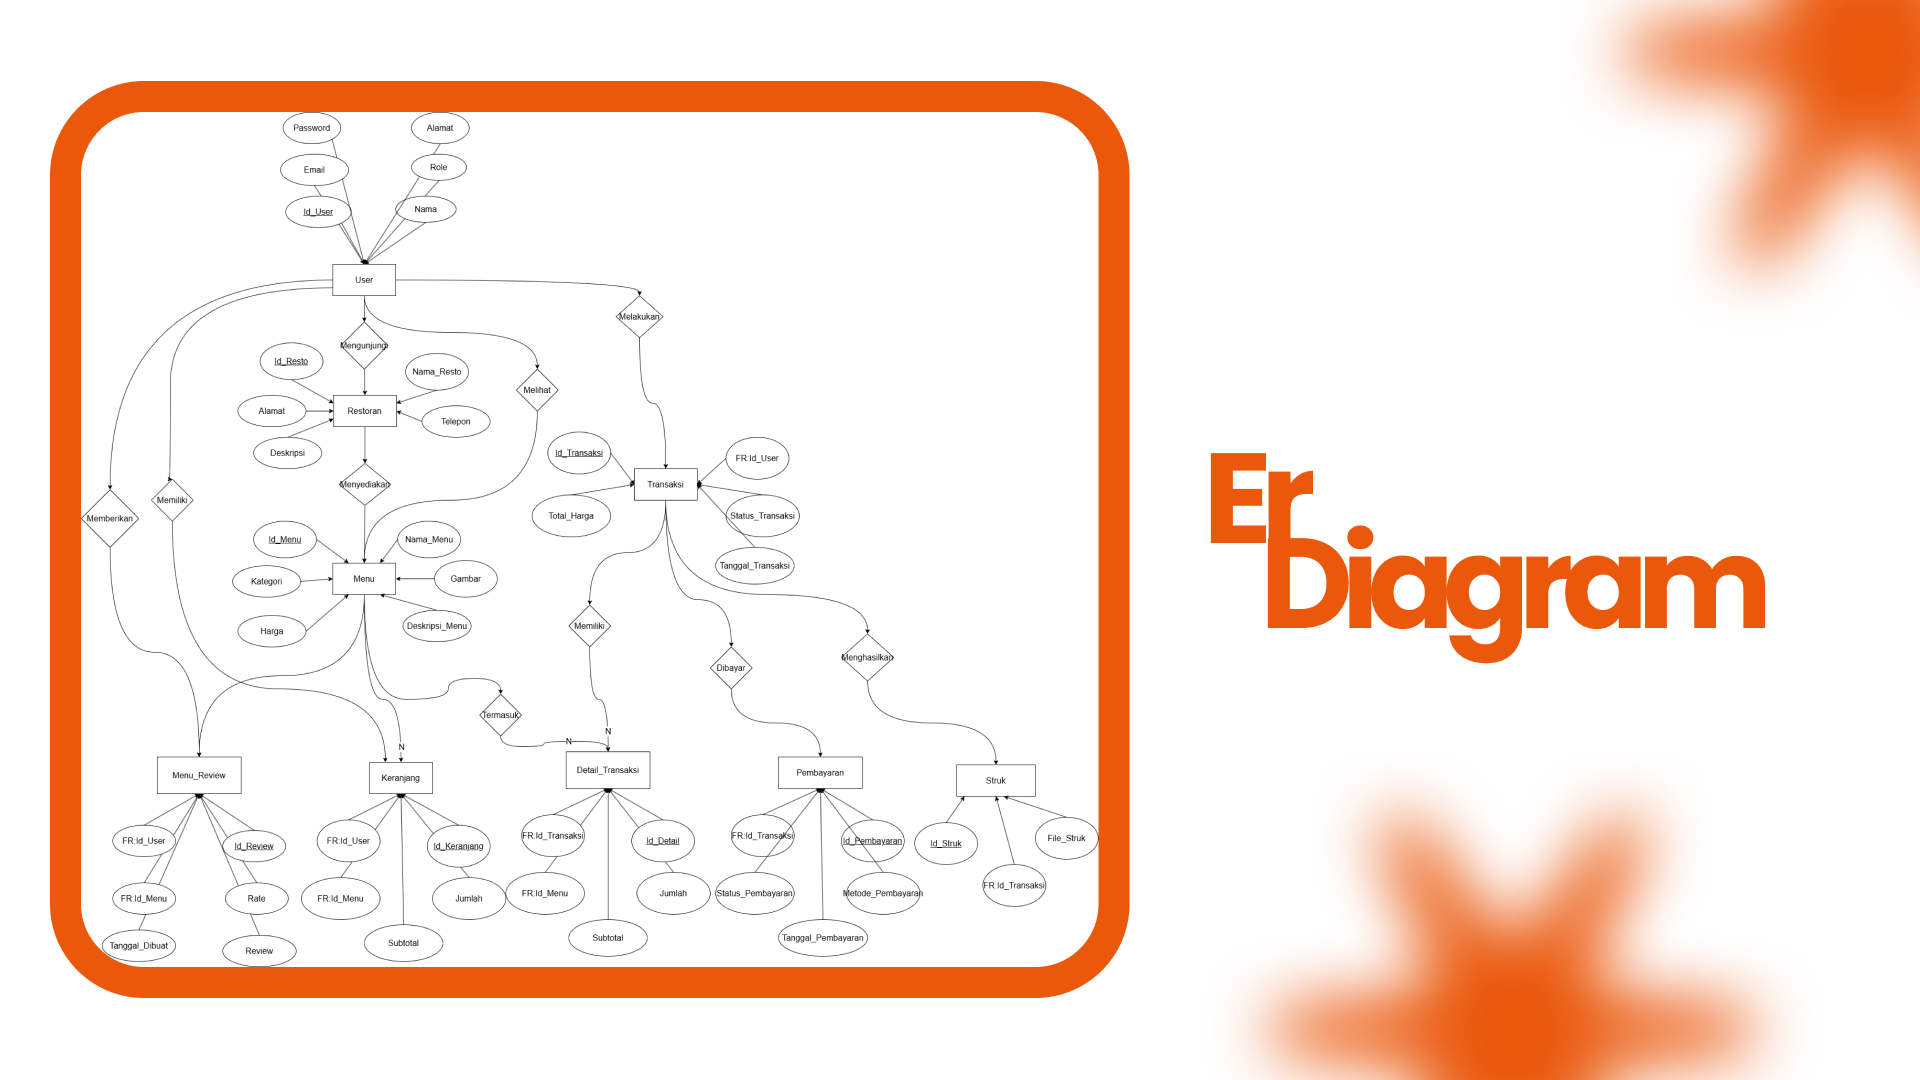 Password
Alamat
Email
Role
Id_User
Nama
User
Melakukan
Mengunjungi
Id_Resto
Nama_Resto
Melihat
Alamat
Restoran
Telepon
Deskripsi
Id_Transaksi
FR:Id_User
Menyediakan
Transaksi
Memiliki
Memberikan
Total_Harga
Status_Transaksi
Id_Menu
Nama_Menu
Tanggal_Transaksi
Kategori
Menu
Gambar
Harga
Deskripsi_Menu
Memiliki
Dibayar
Menghasilkan
Termasuk
N
N
N
Menu_Review
Keranjang
Detail_Transaksi
Pembayaran
Struk
FR:Id_User
Id_Review
FR:Id_User
Id_Keranjang
FR:Id_Transaksi
Id_Detail
FR:Id_Transaksi
Id_Pembayaran
Id_Struk
File_Struk
FR:Id_Menu
Rate
FR:Id_Menu
Jumlah
FR:Id_Menu
Jumlah
Status_Pembayaran
Metode_Pembayaran
FR:Id_Transaksi
Tanggal_Dibuat
Review
Subtotal
Subtotal
Tanggal_Pembayaran
Er
Diagram